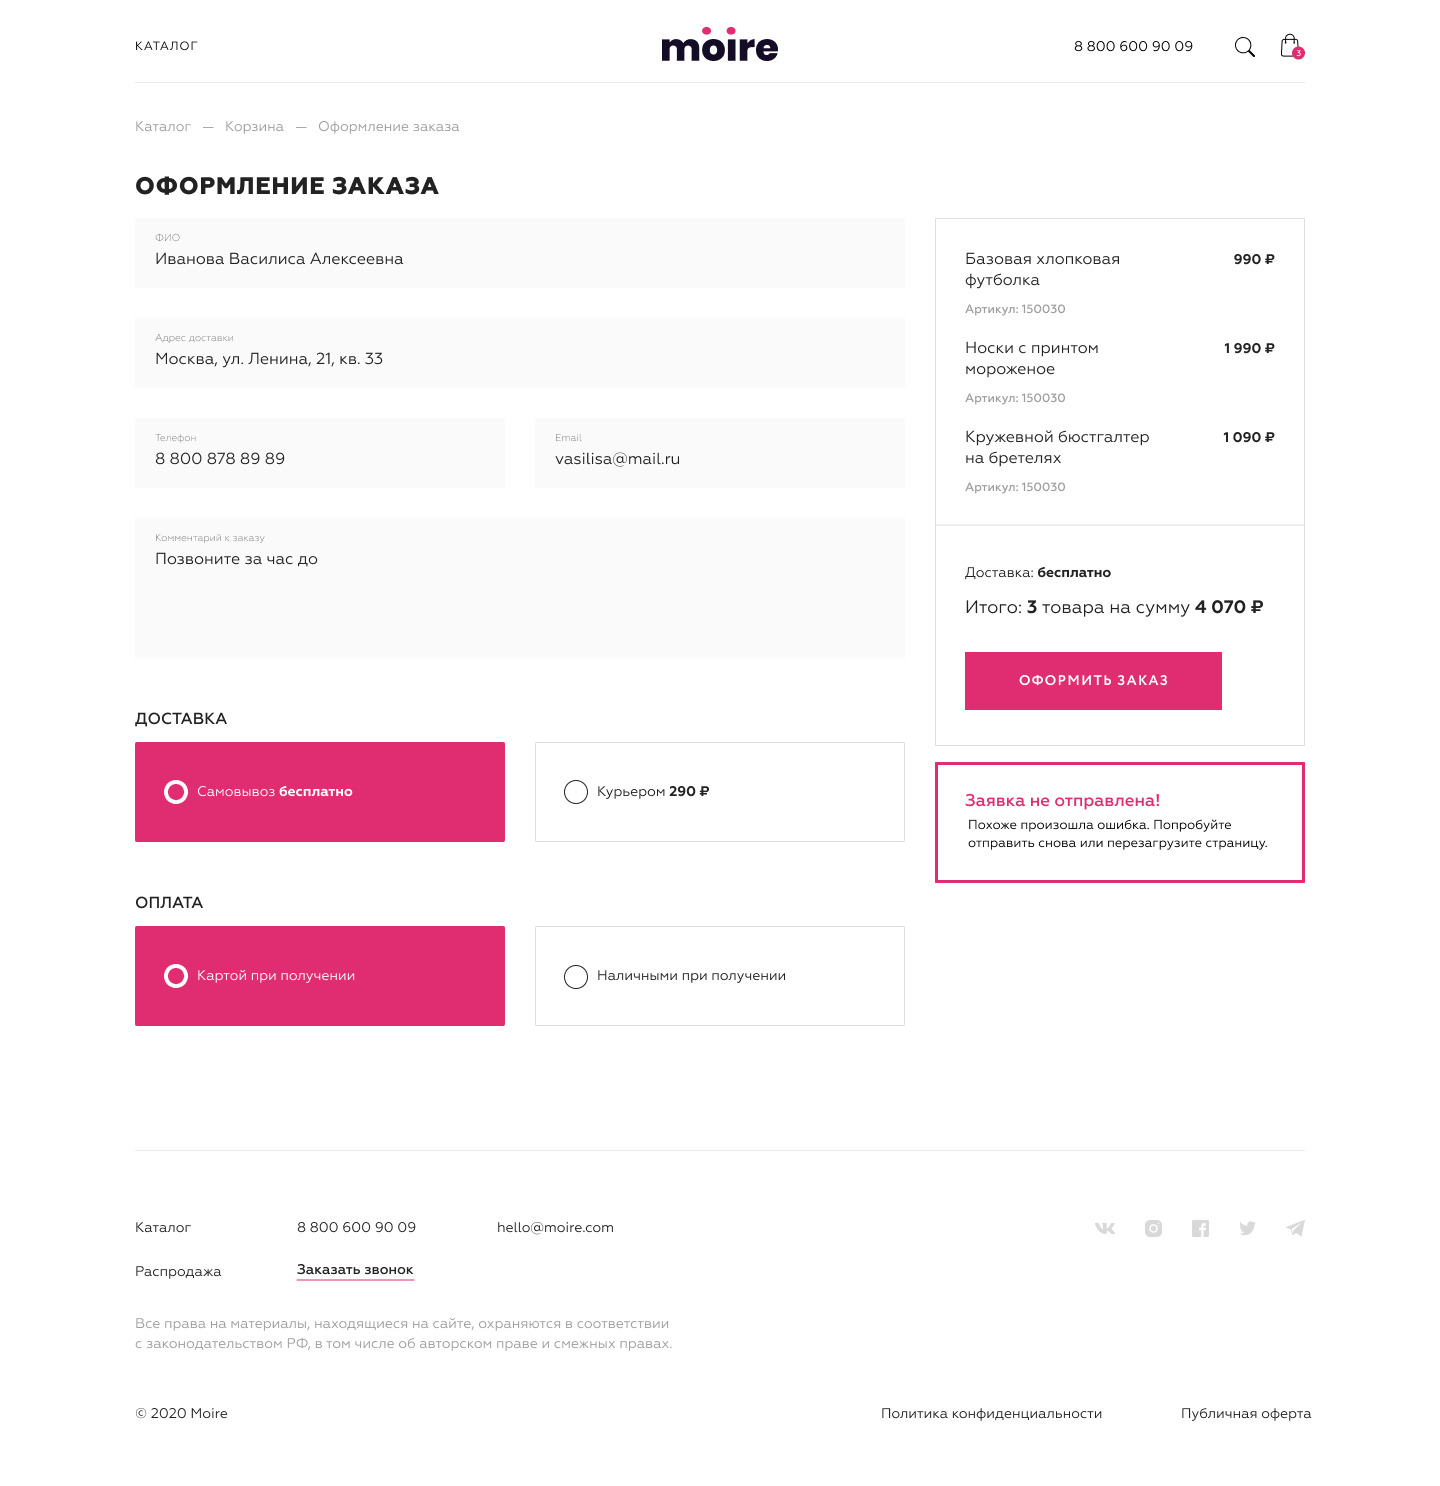 КАТАЛОГ
moire
8 800 600 90 09
3
Каталог — Корзина — Оформление заказа
ОФОРМЛЕНИЕ ЗАКАЗА
ФИО
Иванова Василиса Алексеевна
Адрес доставки
Москва, ул. Ленина, 21, кв. 33
Телефон
8 800 878 89 89
Email
vasilisa@mail.ru
Комментарий к заказу
Позвоните за час до
ДОСТАВКА
Самовывоз бесплатно
Курьером 290 ₽
ОПЛАТА
Картой при получении
Наличными при получении
Базовая хлопковая
футболка
990 ₽
Артикул: 150030
Носки с принтом
мороженое
1 990 ₽
Артикул: 150030
Кружевной бюстгалтер
на бретелях
1 090 ₽
Артикул: 150030
Доставка: бесплатно
Итого: 3 товара на сумму 4 070 ₽
ОФОРМИТЬ ЗАКАЗ
Заявка не отправлена!
Похоже произошла ошибка. Попробуйте
отправить снова или перезагрузите страницу.
Каталог
8 800 600 90 09
hello@moire.com
Распродажа
Заказать звонок
Все права на материалы, находящиеся на сайте, охраняются в соответствии
с законодательством РФ, в том числе об авторском праве и смежных правах.
© 2020 Moire
Политика конфиденциальности
Публичная оферта